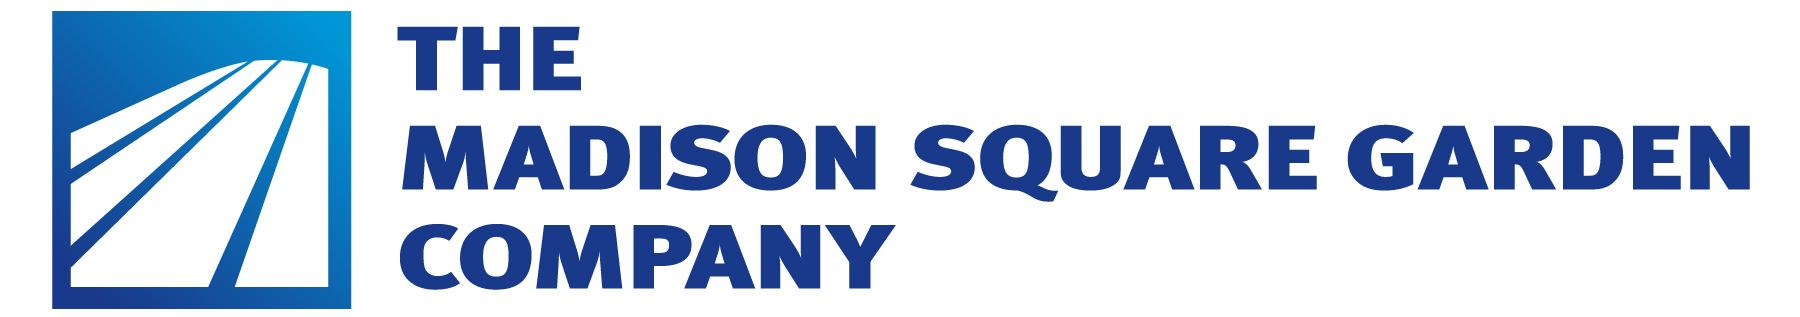 THE
MADISON SQUARE GARDEN
COMPANY